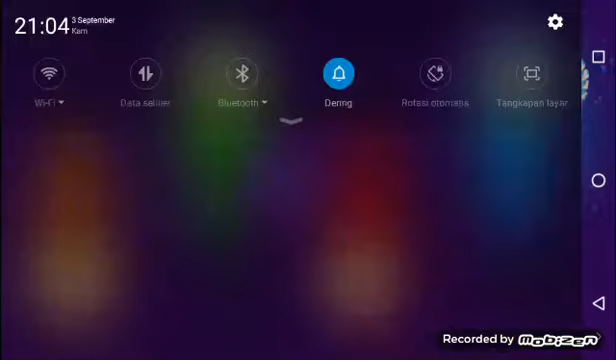 21:04
3 September
Kam
Wi-Fi
Data seluler
Bluetooth
Dering
Rotasi otomatis
Tangkapan layar
Recorded by mobizen